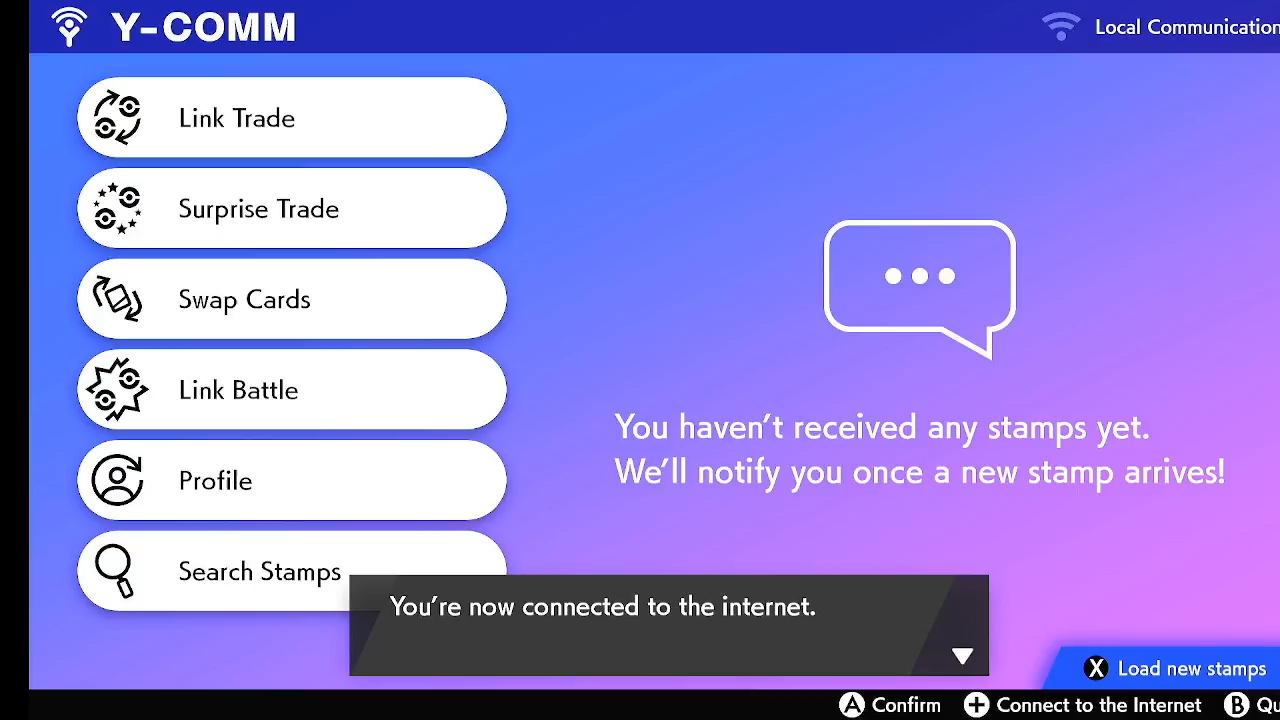 Y-COMM
Local Communication
Link Trade
Surprise Trade
Swap Cards
Link Battle
Profile
Search Stamps
You haven't received any stamps yet.
We'll notify you once a new stamp arrives!
You're now connected to the internet.
X Load new stamps
A Confirm + Connect to the Internet B Qu